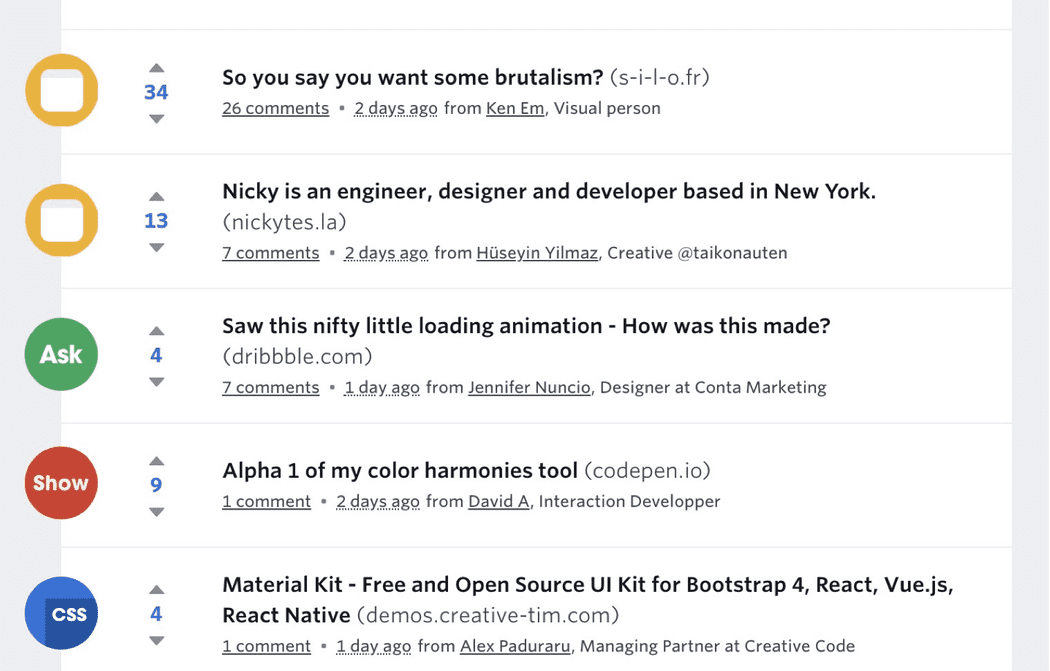 So you say you want some brutalism? (s-i-l-o.fr)
34
26 comments • 2 days ago from Ken Em, Visual person
Nicky is an engineer, designer and developer based in New York.
13
(nickytes.la)
7 comments • 2 days ago from Hüseyin Yilmaz, Creative @taikonauten
Saw this nifty little loading animation - How was this made?
Ask
4
(dribbble.com)
7 comments • 1 day ago from Jennifer Nuncio, Designer at Conta Marketing
Alpha 1 of my color harmonies tool (codepen.io)
Show
9
1 comment • 2 days ago from David A, Interaction Developper
Material Kit - Free and Open Source UI Kit for Bootstrap 4, React, Vue.js,
CSS
4
React Native (demos.creative-tim.com)
1 comment • 1 day ago from Alex Paduraru, Managing Partner at Creative Code